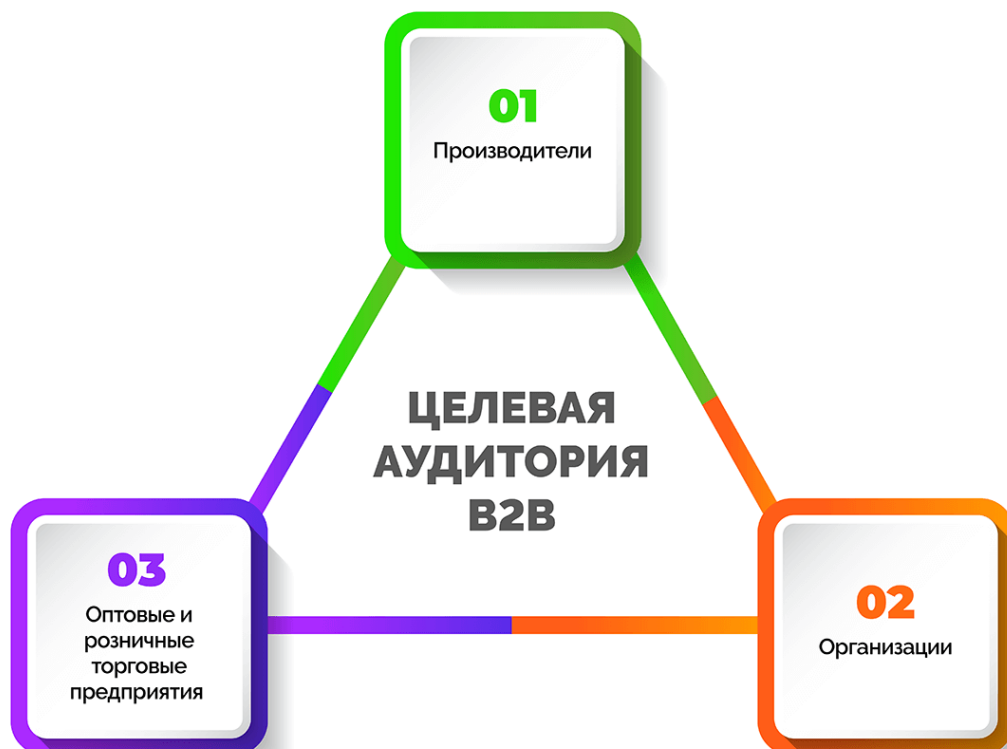 01
Производители
ЦЕЛЕВАЯ
АУДИТОРИЯ
B2B
03
Оптовые и
розничные
торговые
предприятия
02
Организации